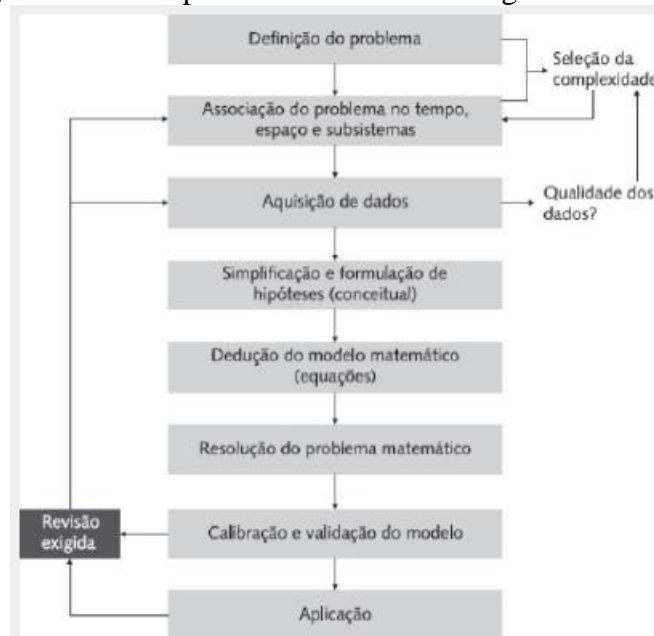 Definição do problema
Seleção da
complexidade
Associação do problema no tempo,
espaço e subsistemas
Aquisição de dados
Qualidade dos
dados?
Simplificação e formulação de
hipóteses (conceitual)
Dedução do modelo matemático
(equações)
Resolução do problema matemático
Revisão
exigida
Calibração e validação do modelo
Aplicação